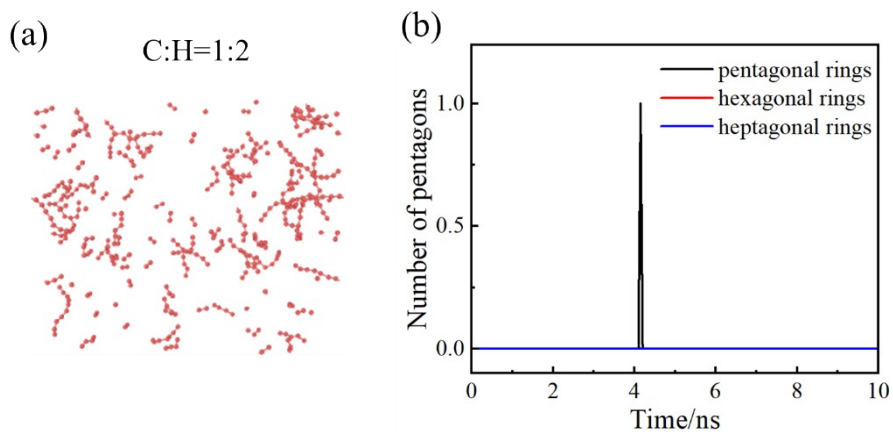 (a)
C:H=1:2
(b)
pentagonal rings
hexagonal rings
heptagonal rings
Number of pentagons
1.0
0.5
0.0
0 2 4 6 8 10
Time/ns